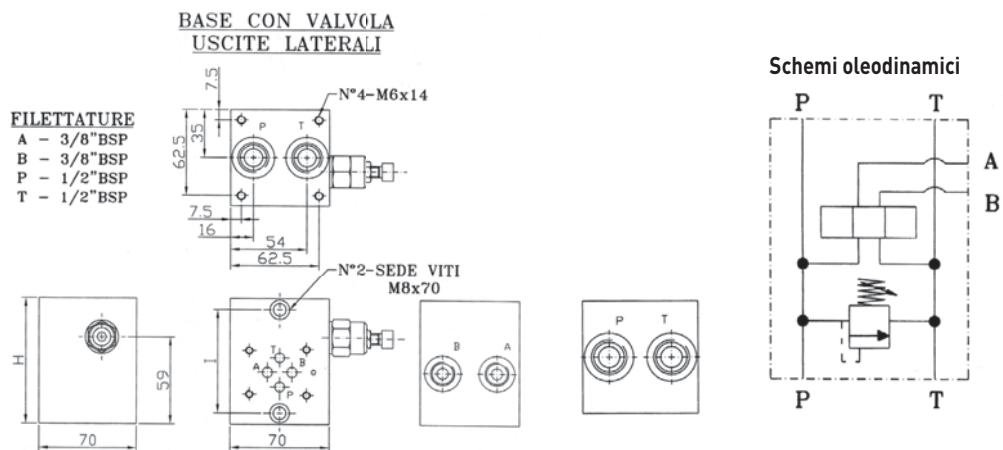 BASE CON VALVOLA
USCITE LATERALI
FILETTATURE
A - 3/8"BSP
B - 3/8"BSP
P - 1/2"BSP
T - 1/2"BSP
7.5
N°4-M6x14
P T
62.5
35
7.5
16
54
62.5
N°2-SEDE VITI
M8x70
H
59
70
I
T
A B
P
70
B A
P T
Schemi oleodinamici
P T
A
B
L
P T